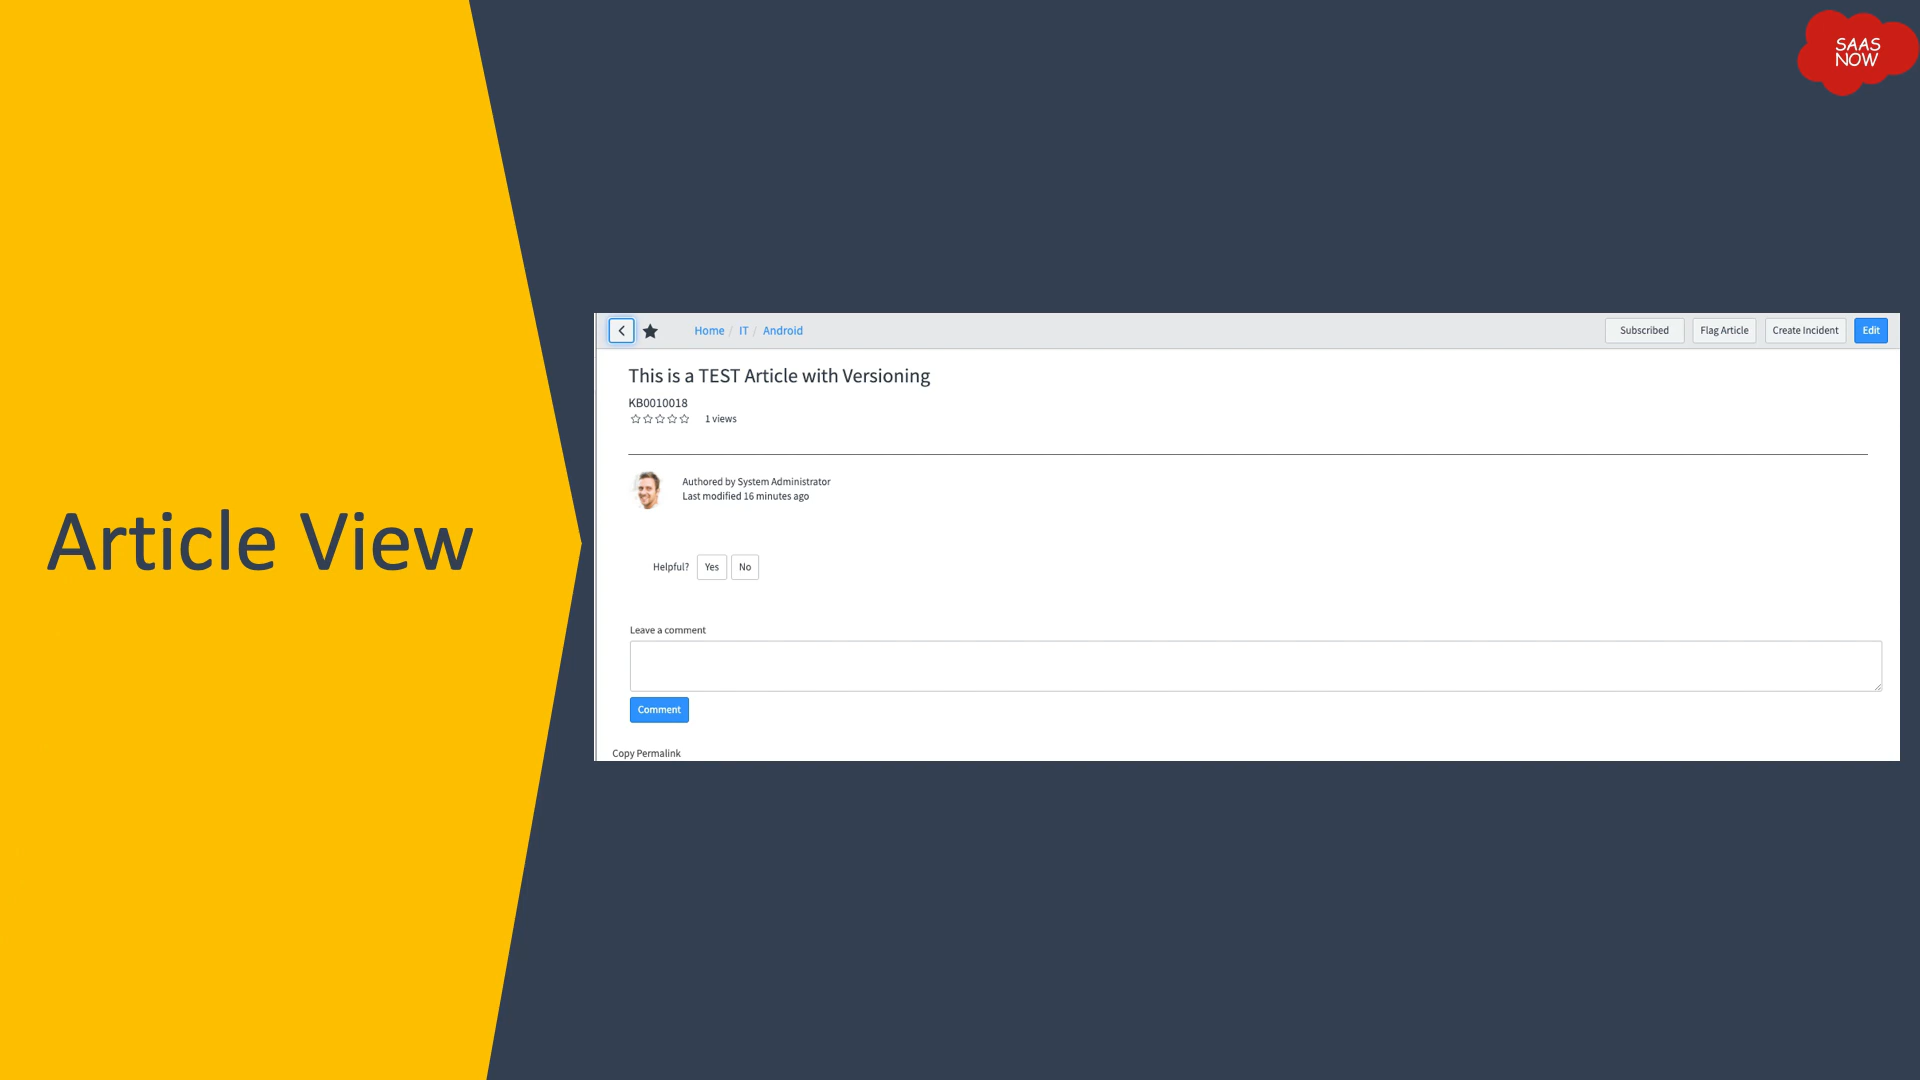 SAAS
NOW
Article View
Home / IT / Android
Subscribed
Flag Article
Create Incident
Edit
This is a TEST Article with Versioning
KB0010018
1 views
Authored by System Administrator
Last modified 16 minutes ago
Helpful? Yes No
Leave a comment
Comment
Copy Permalink